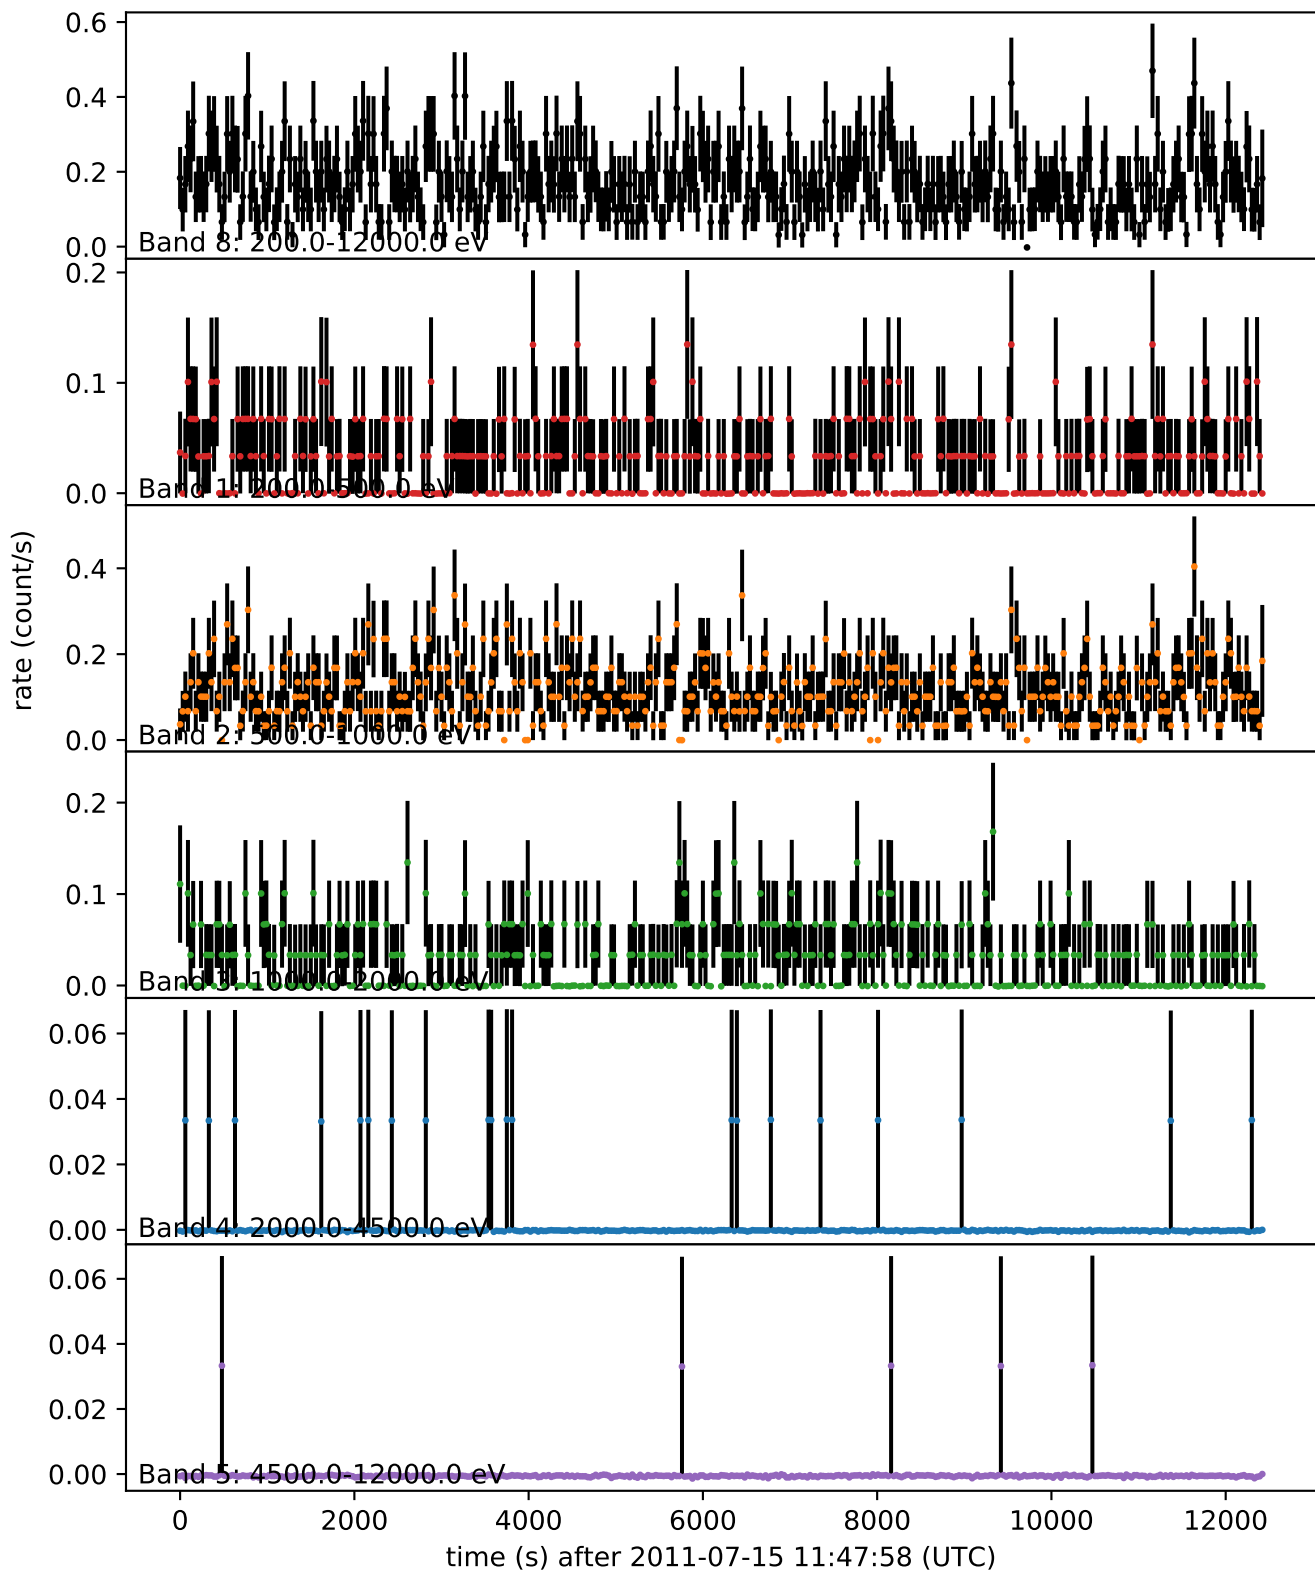 0.6
0.4
0.2
0.0
Band 8: 200.0-12000.0 eV
0.2
0.1
0.0
Band 1: 200.0-500.0 eV
rate (count/s)
0.4
0.2
0.0
Band 2: 500.0-1000.0 eV
0.2
0.1
0.0
Band 3: 1000.0-2000.0 eV
0.06
0.04
0.02
0.00
Band 4: 2000.0-4500.0 eV
0.06
0.04
0.02
0.00
Band 5: 4500.0-12000.0 eV
0 2000 4000 6000 8000 10000 12000
time (s) after 2011-07-15 11:47:58 (UTC)